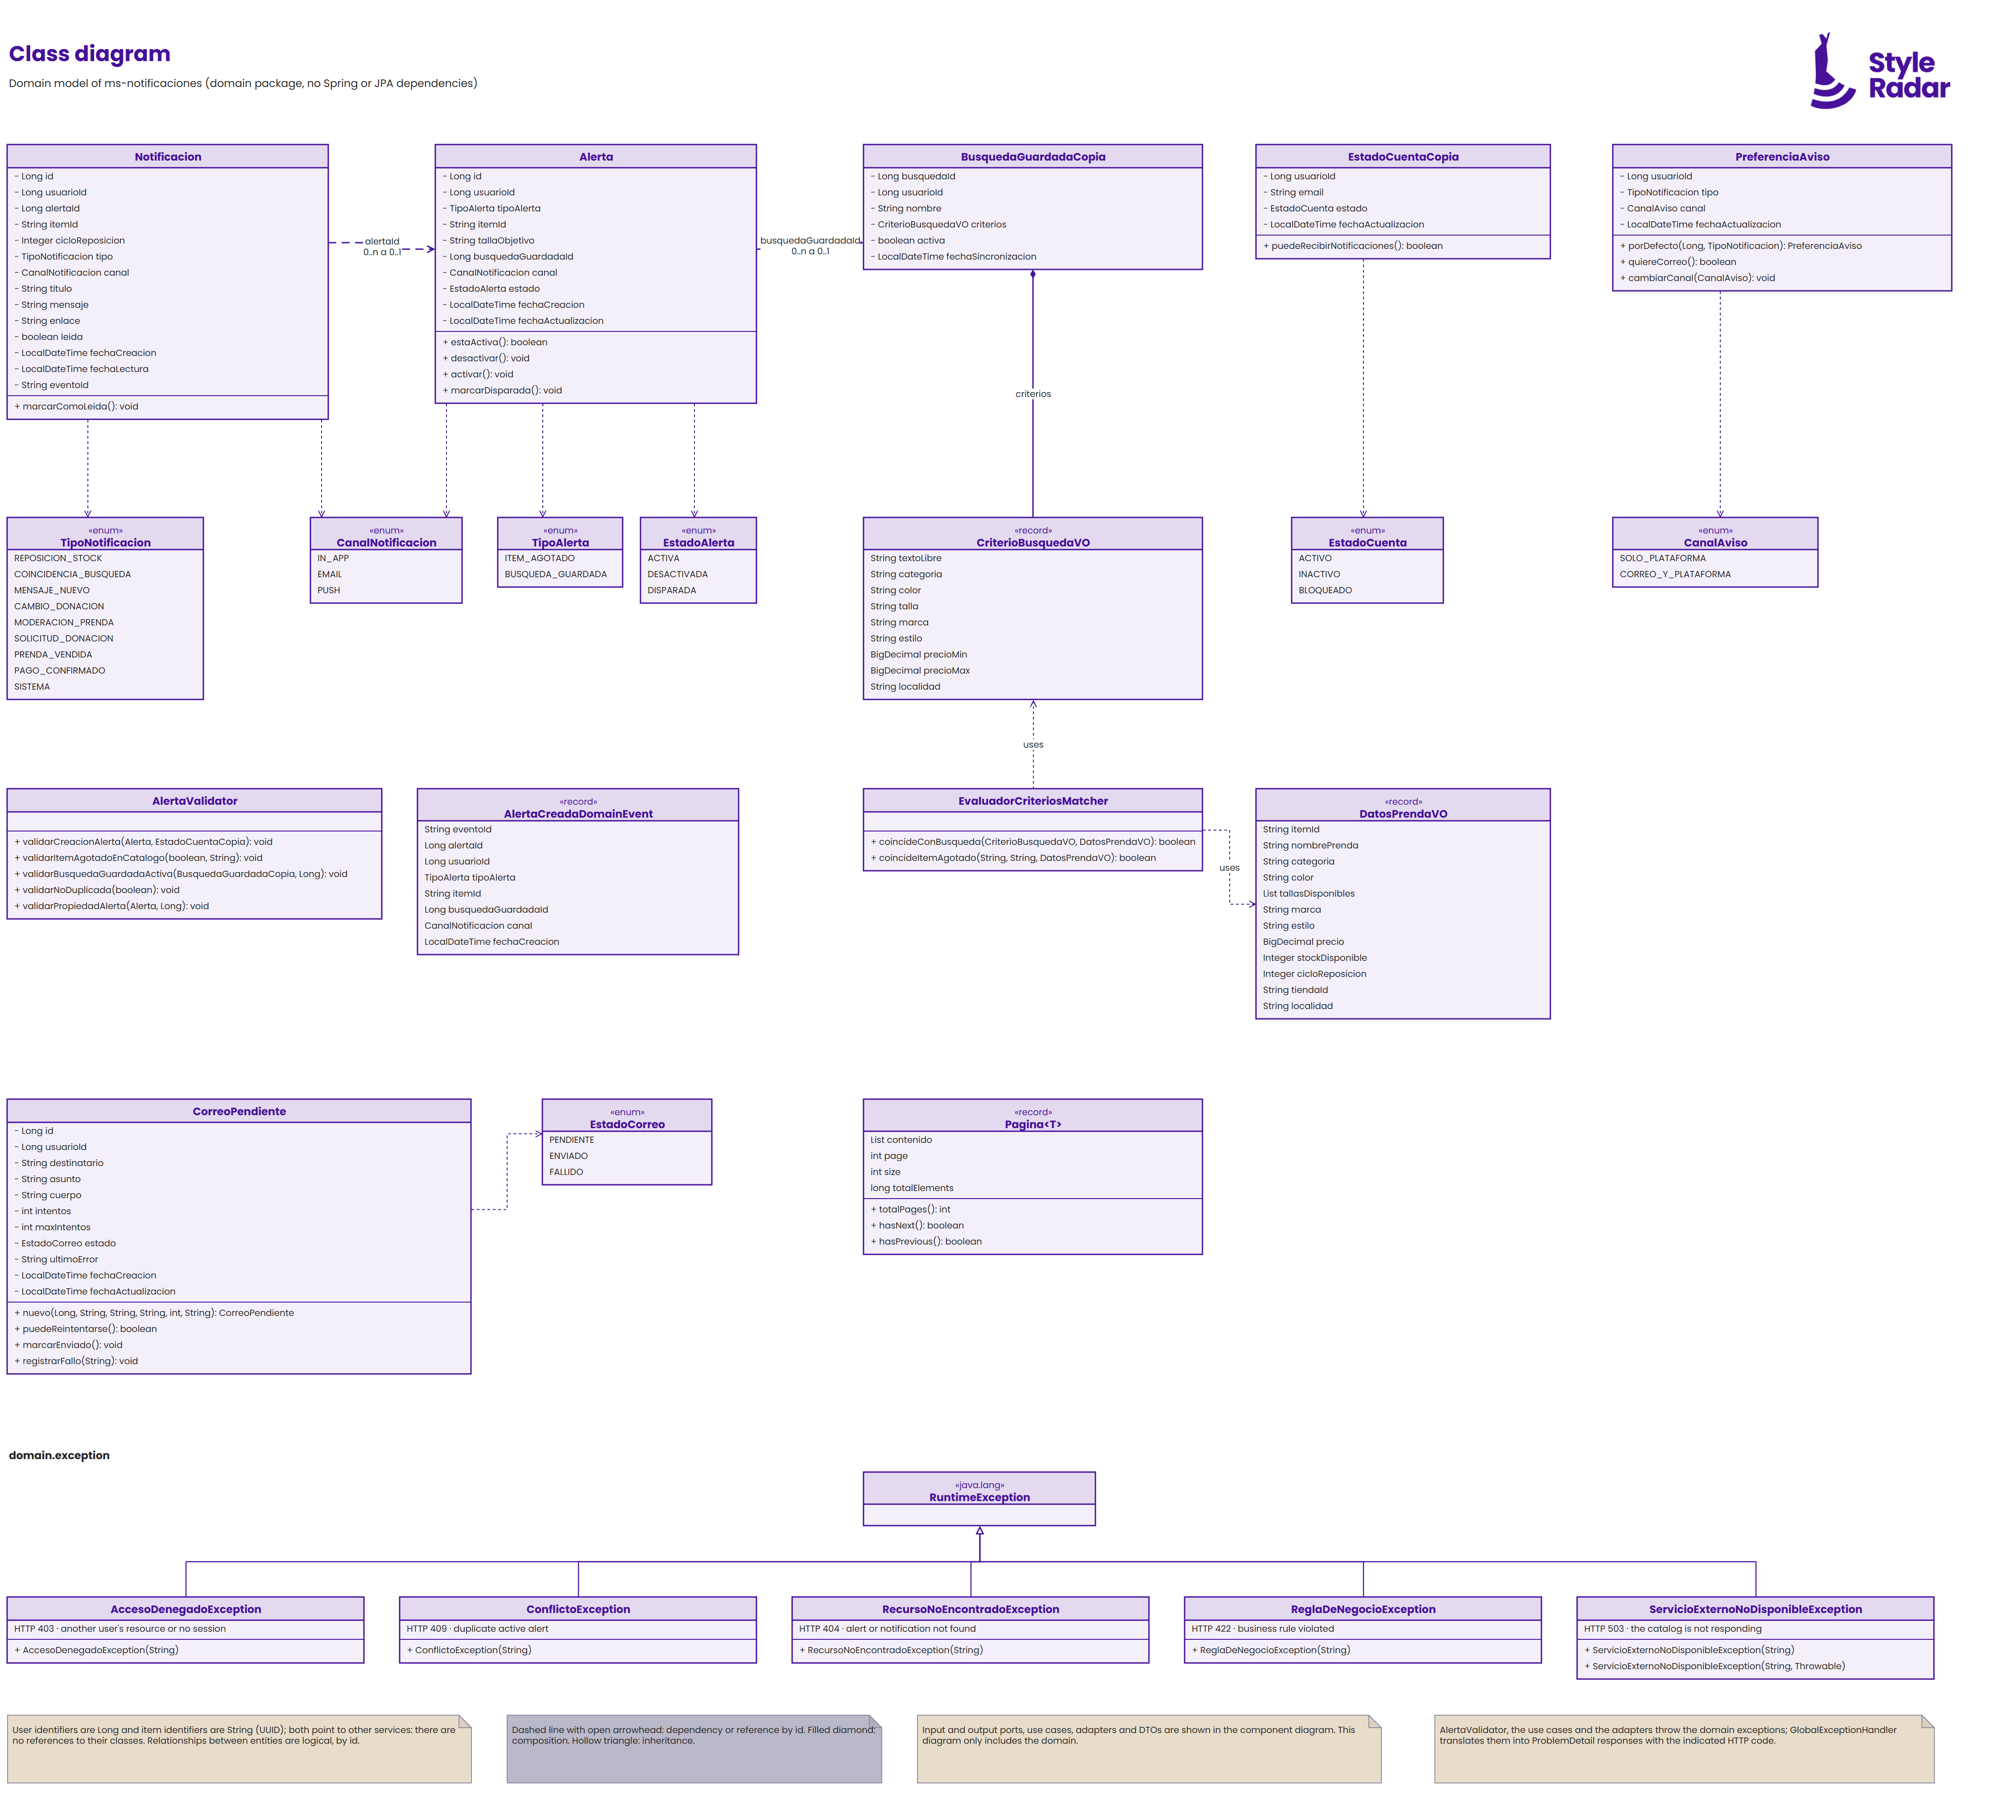 Class diagram
Domain model of ms-notificaciones (domain package, no Spring or JPA dependencies)
Style
Radar
Notificacion
- Long id
- Long usuarioId
- Long alertaId
- String itemId
- Integer cicloReposicion
- TipoNotificacion tipo
- CanalNotificacion canal
- String titulo
- String mensaje
- String enlace
- boolean leida
- LocalDateTime fechaCreacion
- LocalDateTime fechaLectura
- String eventoId
+ marcarComoLeida(): void
alertaId
0..n a 0..1
Alerta
- Long id
- Long usuarioId
- TipoAlerta tipoAlerta
- String itemId
- String tallaObjetivo
- Long busquedaGuardadaId
- CanalNotificacion canal
- EstadoAlerta estado
- LocalDateTime fechaCreacion
- LocalDateTime fechaActualizacion
+ estaActiva(): boolean
+ desactivar(): void
+ activar(): void
+ marcarDisparada(): void
busquedaGuardadaId
0..n a 0..1
BusquedaGuardadaCopia
- Long busquedaId
- Long usuarioId
- String nombre
- CriterioBusquedaVO criterios
- boolean activa
- LocalDateTime fechaSincronizacion
criterios
EstadoCuentaCopia
- Long usuarioId
- String email
- EstadoCuenta estado
- LocalDateTime fechaActualizacion
+ puedeRecibirNotificaciones(): boolean
PreferenciaAviso
- Long usuarioId
- TipoNotificacion tipo
- CanalAviso canal
- LocalDateTime fechaActualizacion
+ porDefecto(Long, TipoNotificacion): PreferenciaAviso
+ quiereCorreo(): boolean
+ cambiarCanal(CanalAviso): void
«enum»
TipoNotificacion
REPOSICION_STOCK
COINCIDENCIA_BUSQUEDA
MENSAJE_NUEVO
CAMBIO_DONACION
MODERACION_PRENDA
SOLICITUD_DONACION
PRENDA_VENDIDA
PAGO_CONFIRMADO
SISTEMA
«enum»
CanalNotificacion
IN_APP
EMAIL
PUSH
«enum»
TipoAlerta
ITEM_AGOTADO
BUSQUEDA_GUARDADA
«enum»
EstadoAlerta
ACTIVA
DESACTIVADA
DISPARADA
«record»
CriterioBusquedaVO
String textoLibre
String categoria
String color
String talla
String marca
String estilo
BigDecimal precioMin
BigDecimal precioMax
String localidad
«enum»
EstadoCuenta
ACTIVO
INACTIVO
BLOQUEADO
«enum»
CanalAviso
SOLO_PLATAFORMA
CORREO_Y_PLATAFORMA
uses
AlertaValidator
+ validarCreacionAlerta(Alerta, EstadoCuentaCopia): void
+ validarItemAgotadoEnCatalogo(boolean, String): void
+ validarBusquedaGuardadaActiva(BusquedaGuardadaCopia, Long): void
+ validarNoDuplicada(boolean): void
+ validarPropiedadAlerta(Alerta, Long): void
«record»
AlertaCreadaDomainEvent
String eventoId
Long alertaId
Long usuarioId
TipoAlerta tipoAlerta
String itemId
Long busquedaGuardadaId
CanalNotificacion canal
LocalDateTime fechaCreacion
EvaluadorCriteriosMatcher
+ coincideConBusqueda(CriterioBusquedaVO, DatosPrendaVO): boolean
+ coincideItemAgotado(String, String, DatosPrendaVO): boolean
uses
«record»
DatosPrendaVO
String itemId
String nombrePrenda
String categoria
String color
List tallasDisponibles
String marca
String estilo
BigDecimal precio
Integer stockDisponible
Integer cicloReposicion
String tiendaId
String localidad
CorreoPendiente
- Long id
- Long usuarioId
- String destinatario
- String asunto
- String cuerpo
- int intentos
- int maxIntentos
- EstadoCorreo estado
- String ultimoError
- LocalDateTime fechaCreacion
- LocalDateTime fechaActualizacion
+ nuevo(Long, String, String, String, int, String): CorreoPendiente
+ puedeReintentarse(): boolean
+ marcarEnviado(): void
+ registrarFallo(String): void
«enum»
EstadoCorreo
PENDIENTE
ENVIADO
FALLIDO
«record»
Pagina<T>
List contenido
int page
int size
long totalElements
+ totalPages(): int
+ hasNext(): boolean
+ hasPrevious(): boolean
domain.exception
«java.lang»
RuntimeException
AccesoDenegadoException
HTTP 403 · another user's resource or no session
+ AccesoDenegadoException(String)
ConflictoException
HTTP 409 · duplicate active alert
+ ConflictoException(String)
RecursoNoEncontradoException
HTTP 404 · alert or notification not found
+ RecursoNoEncontradoException(String)
ReglaDeNegocioException
HTTP 422 · business rule violated
+ ReglaDeNegocioException(String)
ServicioExternoNoDisponibleException
HTTP 503 · the catalog is not responding
+ ServicioExternoNoDisponibleException(String)
+ ServicioExternoNoDisponibleException(String, Throwable)
User identifiers are Long and item identifiers are String (UUID); both point to other services: there are
no references to their classes. Relationships between entities are logical, by id.
Dashed line with open arrowhead: dependency or reference by id. Filled diamond:
composition. Hollow triangle: inheritance.
Input and output ports, use cases, adapters and DTOs are shown in the component diagram. This
diagram only includes the domain.
AlertaValidator, the use cases and the adapters throw the domain exceptions; GlobalExceptionHandler
translates them into ProblemDetail responses with the indicated HTTP code.